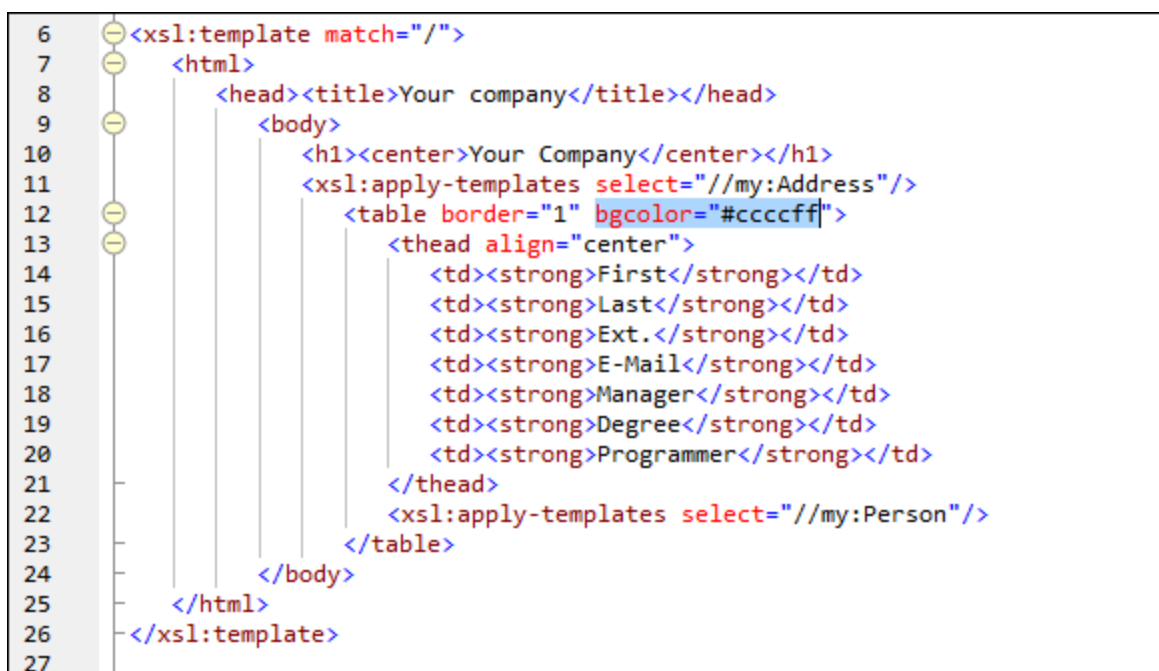 6 <xsl:template match="/">
7 <html>
8 <head><title>Your company</title></head>
9 <body>
10 <h1><center>Your Company</center></h1>
11 <xsl:apply-templates select="//my:Address"/>
12 <table border="1" bgcolor="#ccccff">
13 <thead align="center">
14 <td><strong>First</strong></td>
15 <td><strong>Last</strong></td>
16 <td><strong>Ext.</strong></td>
17 <td><strong>E-Mail</strong></td>
18 <td><strong>Manager</strong></td>
19 <td><strong>Degree</strong></td>
20 <td><strong>Programmer</strong></td>
21 </thead>
22 <xsl:apply-templates select="//my:Person"/>
23 </table>
24 </body>
25 </html>
26 </xsl:template>
27